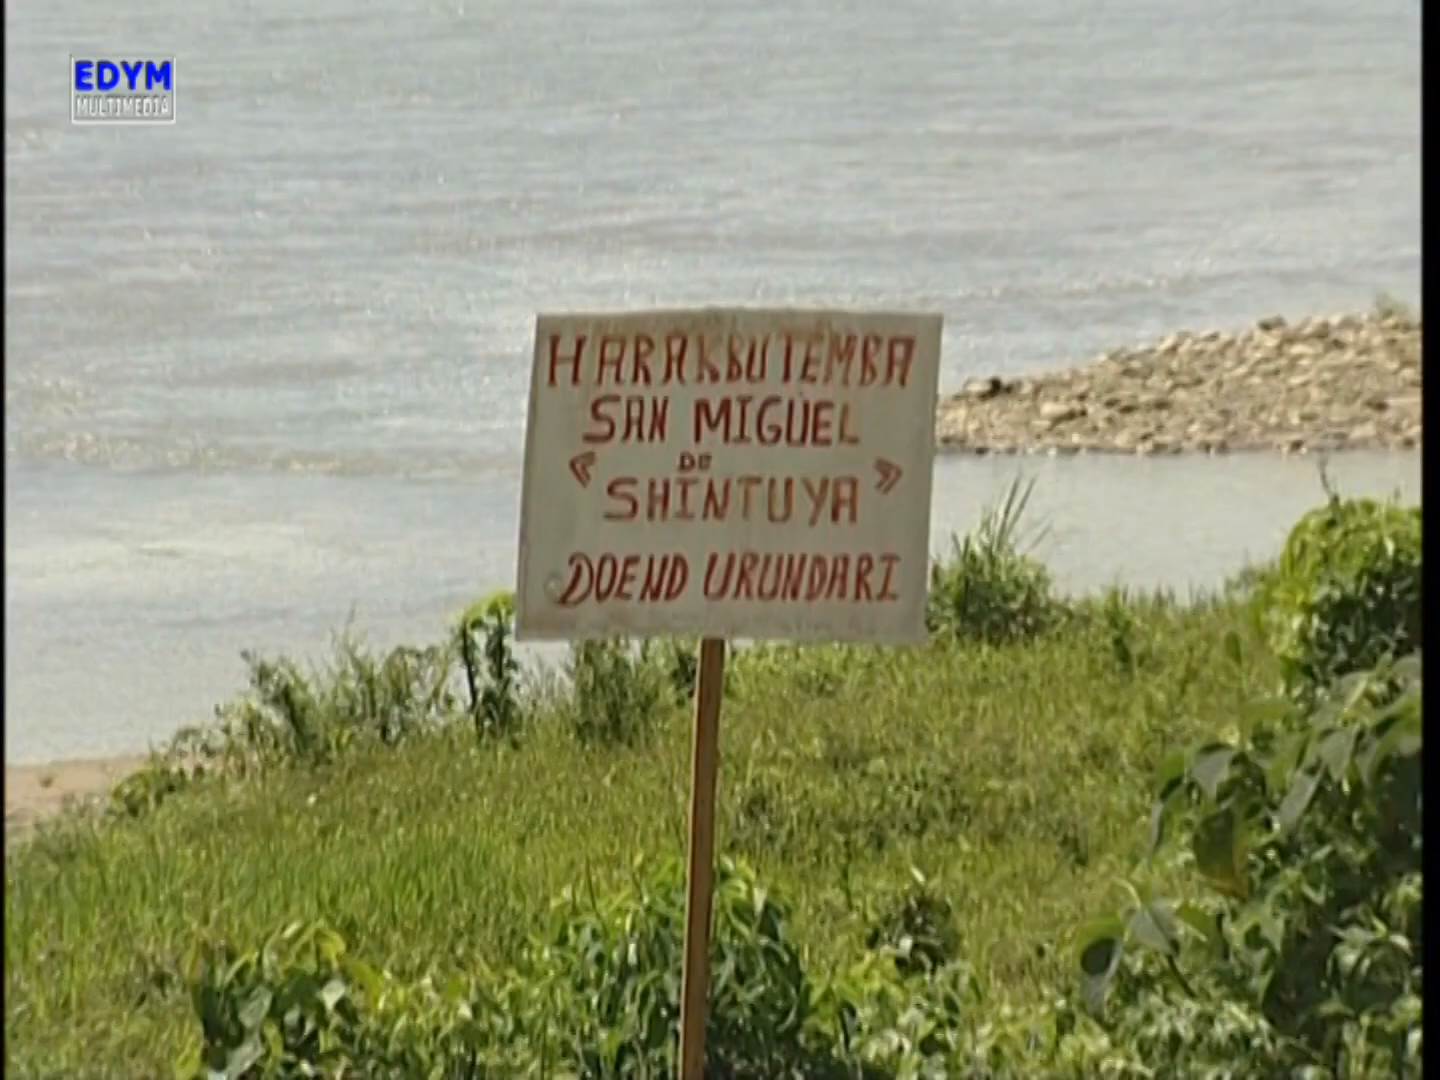 EDYM
MULTIMEDIA
HARAKBUTEMBA
SAN MIGUEL
DE
"SHINTUYA"
DOEND URUNDARI